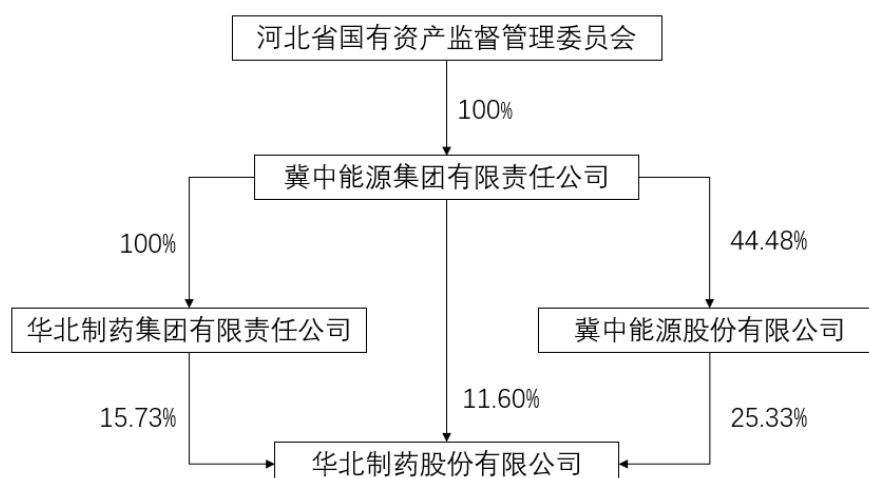 河北省国有资产监督管理委员会
100%
冀中能源集团有限责任公司
100%
44.48%
华北制药集团有限责任公司
冀中能源股份有限公司
15.73%
11.60%
25.33%
华北制药股份有限公司